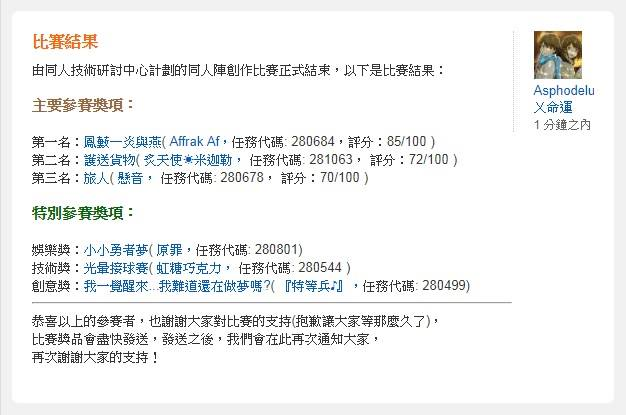 比賽結果
由同人技術研討中心計劃的同人陣創作比賽正式結束，以下是比賽結果：
主要參賽獎項：
第一名：鳳藪一炎與燕( Affrak Af，任務代碼: 280684，評分：85/100 )
第二名：護送貨物( 炙天使☀米迦勒， 任務代碼: 281063， 評分：72/100 )
第三名：旅人( 懸音， 任務代碼: 280678， 評分：70/100 )
特別參賽獎項：
娛樂獎：小小勇者夢( 原罪，任務代碼: 280801)
技術獎：光暈接球賽( 虹糖巧克力， 任務代碼: 280544 )
創意獎：我一覺醒來...我難道還在做夢嗎?( 『特等兵♪』，任務代碼: 280499)
恭喜以上的參賽者，也謝謝大家對比賽的支持(抱歉讓大家等那麼久了)，
比賽獎品會盡快發送，發送之後，我們會在此再次通知大家，
再次謝謝大家的支持！
Asphodelu
乂命運
1 分鐘之內